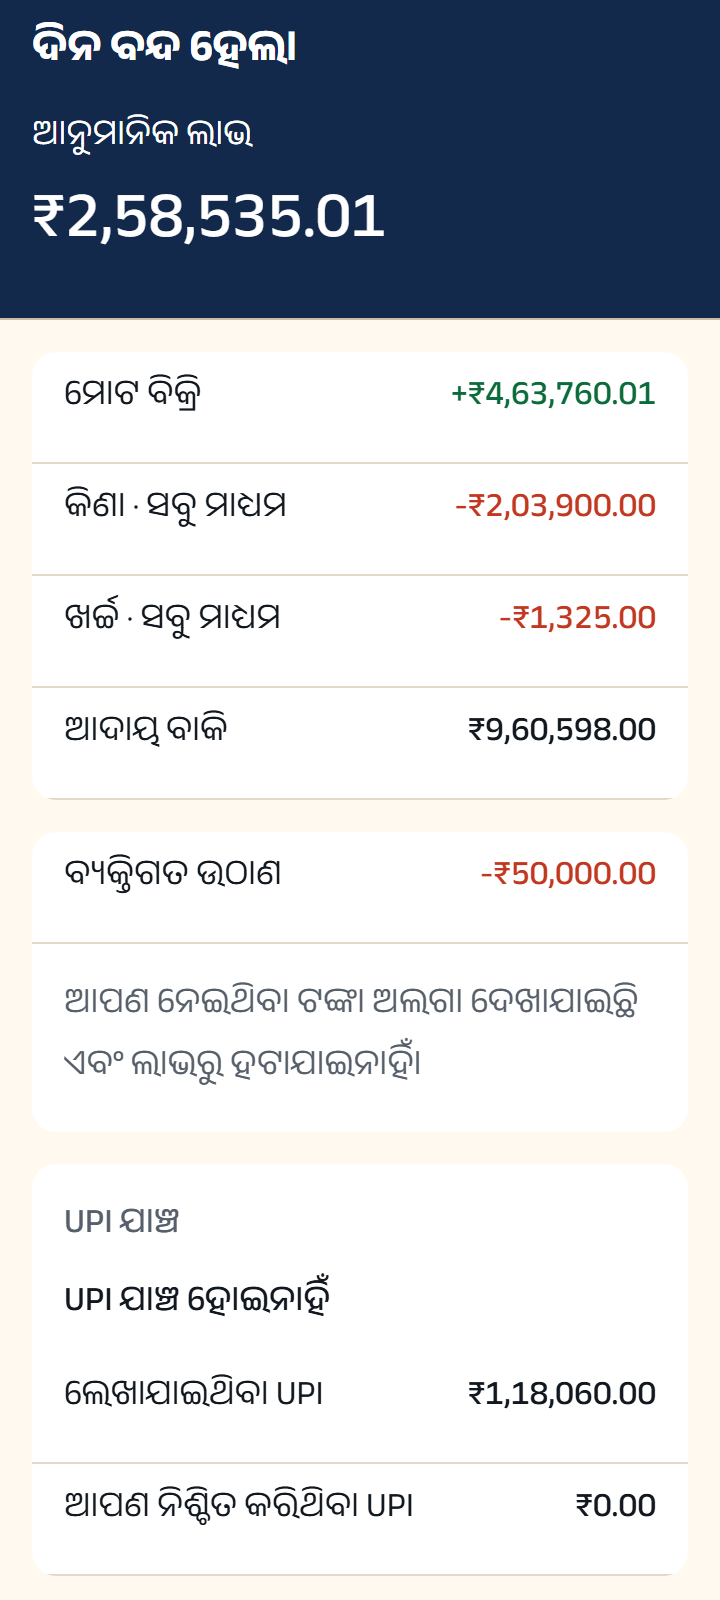 ଦିନ ବନ୍ଦ ହେଲା
ଆନୁମାନିକ ଲାଭ
₹2,58,535.01
ମୋଟ ବିକ୍ରି +₹4,63,760.01
କିଣା · ସବୁ ମାଧ୍ୟମ -₹2,03,900.00
ଖର୍ଚ୍ଚ · ସବୁ ମାଧ୍ୟମ -₹1,325.00
ଆଦାୟ ବାକି ₹9,60,598.00
ବ୍ୟକ୍ତିଗତ ଉଠାଣ -₹50,000.00
ଆପଣ ନେଇଥିବା ଟଙ୍କା ଅଲଗା ଦେଖାଯାଇଛି
ଏବଂ ଲାଭରୁ ହଟାଯାଇନାହିଁ।
UPI ଯାଞ୍ଚ
UPI ଯାଞ୍ଚ ହୋଇନାହିଁ
ଲେଖାଯାଇଥିବା UPI ₹1,18,060.00
ଆପଣ ନିଶ୍ଚିତ କରିଥିବା UPI ₹0.00